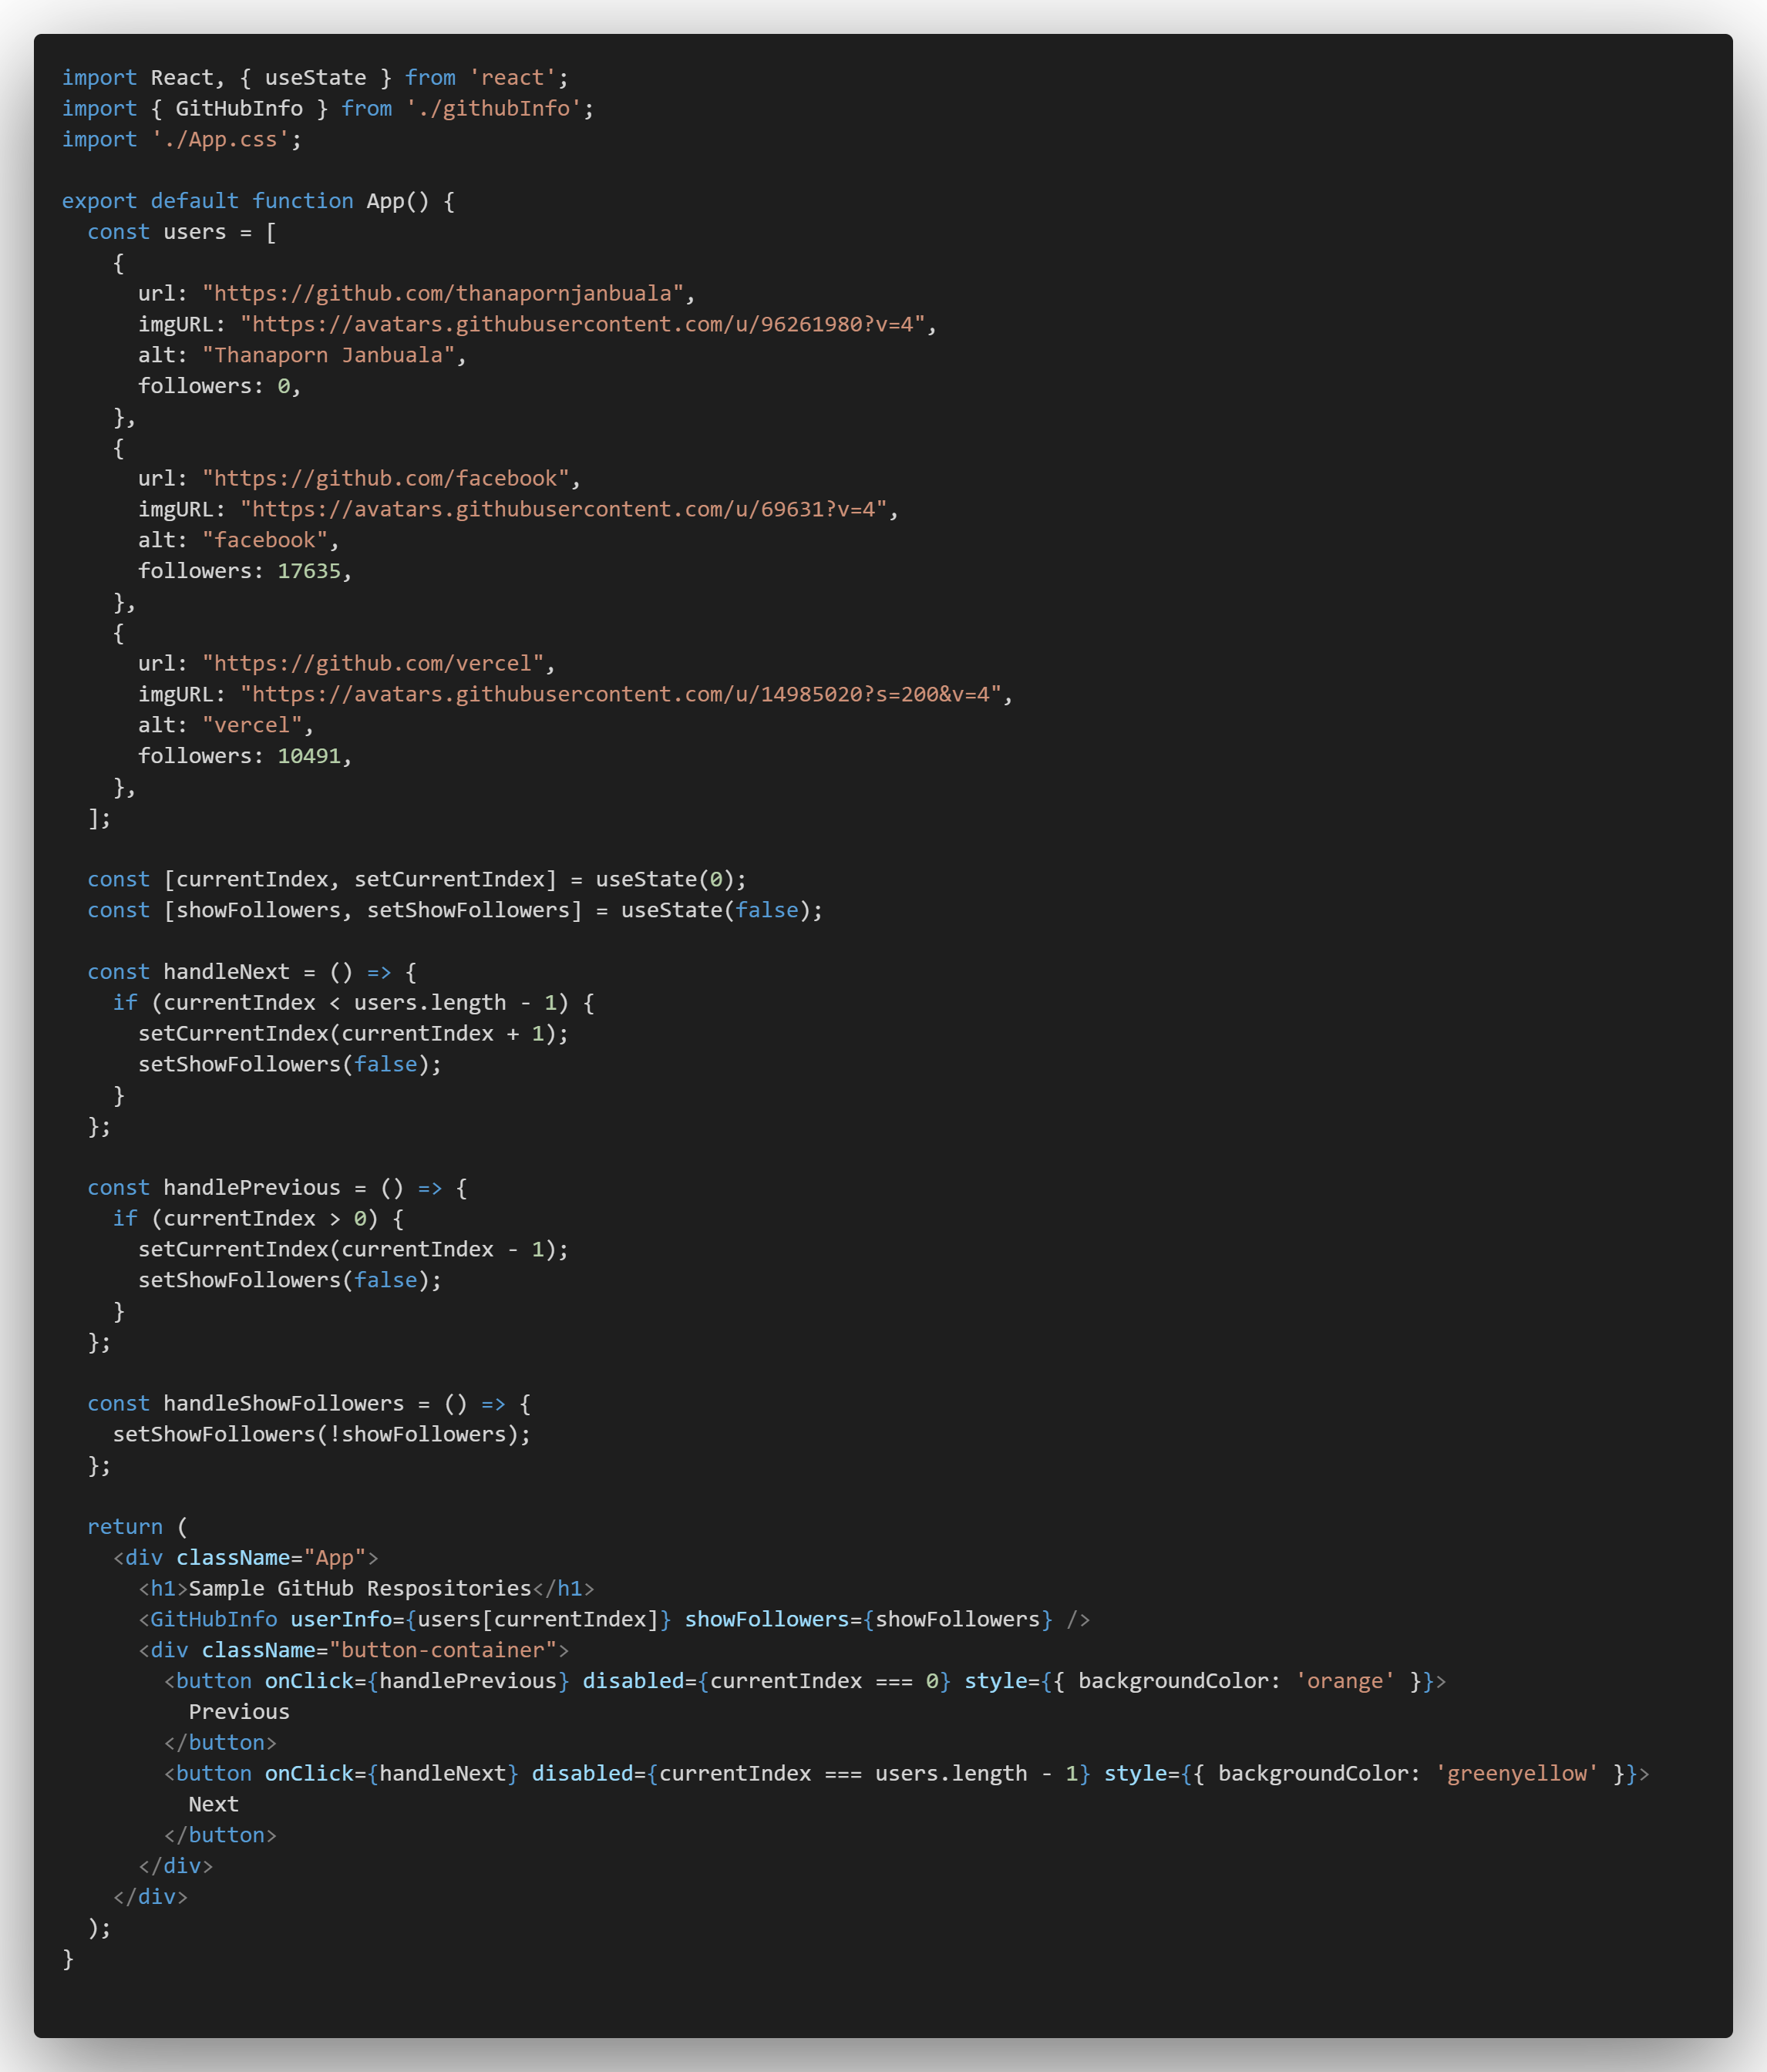 import React, { useState } from 'react';
import { GitHubInfo } from './githubInfo';
import './App.css';

export default function App() {
  const users = [
    {
      url: "https://github.com/thanapornjanbuala",
      imgURL: "https://avatars.githubusercontent.com/u/96261980?v=4",
      alt: "Thanaporn Janbuala",
      followers: 0,
    },
    {
      url: "https://github.com/facebook",
      imgURL: "https://avatars.githubusercontent.com/u/69631?v=4",
      alt: "facebook",
      followers: 17635,
    },
    {
      url: "https://github.com/vercel",
      imgURL: "https://avatars.githubusercontent.com/u/14985020?s=200&v=4",
      alt: "vercel",
      followers: 10491,
    },
  ];

  const [currentIndex, setCurrentIndex] = useState(0);
  const [showFollowers, setShowFollowers] = useState(false);

  const handleNext = () => {
    if (currentIndex < users.length - 1) {
      setCurrentIndex(currentIndex + 1);
      setShowFollowers(false);
    }
  };

  const handlePrevious = () => {
    if (currentIndex > 0) {
      setCurrentIndex(currentIndex - 1);
      setShowFollowers(false);
    }
  };

  const handleShowFollowers = () => {
    setShowFollowers(!showFollowers);
  };

  return (
    <div className="App">
      <h1>Sample GitHub Respositories</h1>
      <GitHubInfo userInfo={users[currentIndex]} showFollowers={showFollowers} />
      <div className="button-container">
        <button onClick={handlePrevious} disabled={currentIndex === 0} style={{ backgroundColor: 'orange' }}>
          Previous
        </button>
        <button onClick={handleNext} disabled={currentIndex === users.length - 1} style={{ backgroundColor: 'greenyellow' }}>
          Next
        </button>
      </div>
    </div>
  );
}